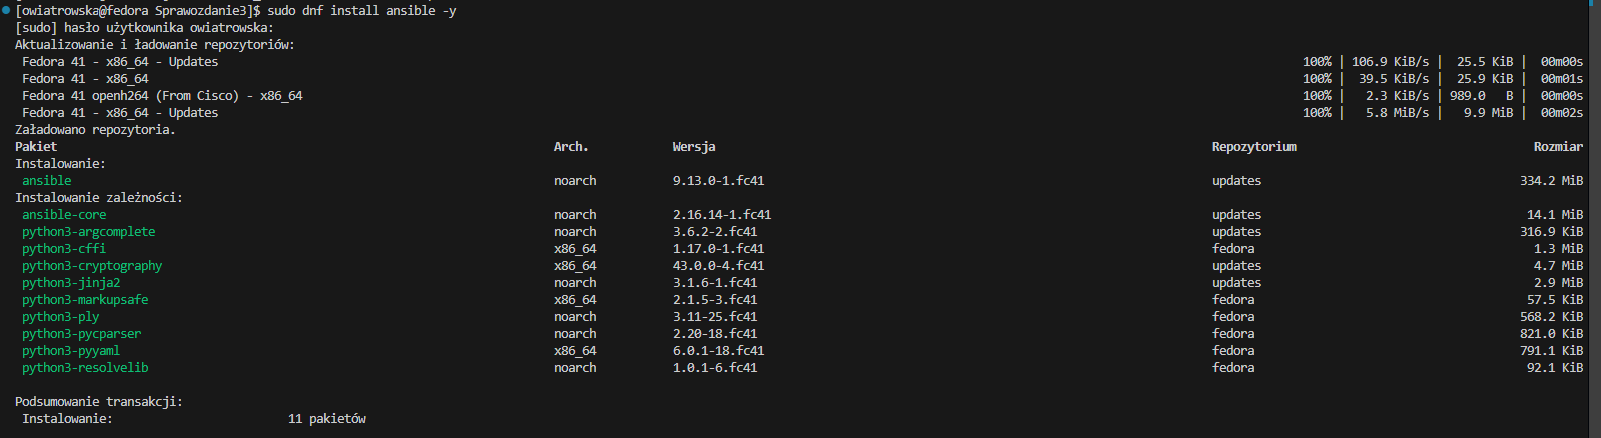 [owiatrowska@fedora Sprawozdanie3]$ sudo dnf install ansible -y
[sudo] hasło użytkownika owiatrowska:
Aktualizowanie i ładowanie repozytoriów:
Fedora 41 - x86_64 - Updates 100% | 106.9 KiB/s | 25.5 KiB | 00m00s
Fedora 41 - x86_64 100% | 39.5 KiB/s | 25.9 KiB | 00m01s
Fedora 41 openh264 (From Cisco) - x86_64 100% | 2.3 KiB/s | 989.0 B | 00m00s
Fedora 41 - x86_64 - Updates 100% | 5.8 MiB/s | 9.9 MiB | 00m02s
Załadowano repozytoria.
Pakiet Arch. Wersja Repozytorium Rozmiar
Instalowanie:
ansible noarch 9.13.0-1.fc41 updates 334.2 MiB
Instalowanie zależności:
ansible-core noarch 2.16.14-1.fc41 updates 14.1 MiB
python3-argcomplete noarch 3.6.2-2.fc41 updates 316.9 KiB
python3-cffi x86_64 1.17.0-1.fc41 fedora 1.3 MiB
python3-cryptography x86_64 43.0.0-4.fc41 updates 4.7 MiB
python3-jinja2 noarch 3.1.6-1.fc41 updates 2.9 MiB
python3-markupsafe x86_64 2.1.5-3.fc41 fedora 57.5 KiB
python3-ply noarch 3.11-25.fc41 fedora 568.2 KiB
python3-pycparser noarch 2.20-18.fc41 fedora 821.0 KiB
python3-pyyaml x86_64 6.0.1-18.fc41 fedora 791.1 KiB
python3-resolvelib noarch 1.0.1-6.fc41 fedora 92.1 KiB
Podsumowanie transakcji:
Instalowanie: 11 pakietów